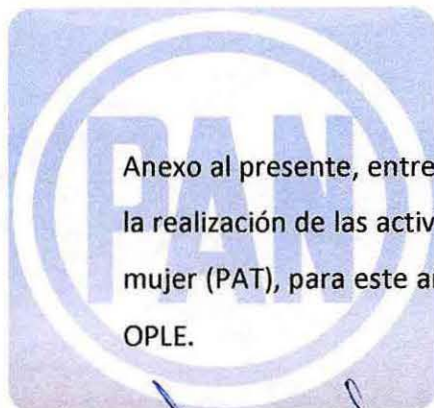 PAN
Anexo al presente, entre
la realización de las activ
mujer (PAT), para este a
OPLE.